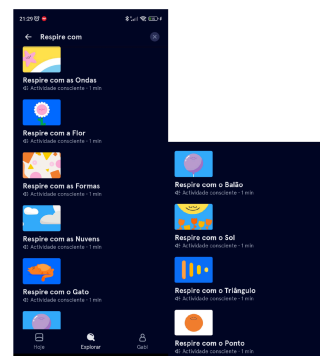 21:29
Respire com
Respire com as Ondas
Actividade consciente · 1 min
Respire com a Flor
Actividade consciente · 1 min
Respire com as Formas
Actividade consciente · 1 min
Respire com as Nuvens
Actividade consciente · 1 min
Respire com o Gato
Actividade consciente · 1 min
Hoje
Explorar
Gabi
Respire com o Balão
Actividade consciente · 1 min
Respire com o Sol
Actividade consciente · 1 min
Respire com o Triângulo
Actividade consciente · 1 min
Respire com o Ponto
Actividade consciente · 1 min